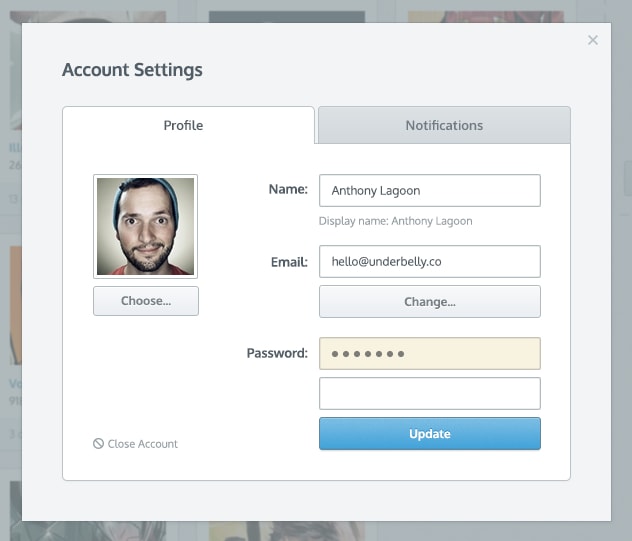 Account Settings
Profile
Notifications
Name:
Anthony Lagoon
Display name: Anthony Lagoon
Email:
hello@underbelly.co
Choose...
Change...
Password:
Update
Close Account